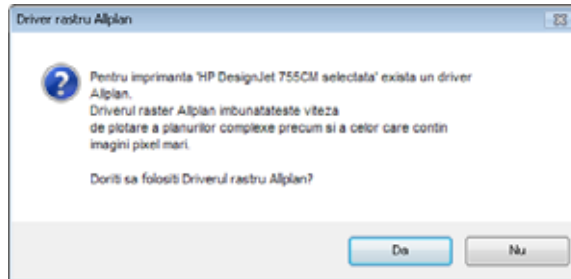 Driver rastru Allplan
Pentru imprimanta 'HP DesignJet 755CM selectata' exista un driver
Allplan.
Driverul raster Allplan imbunatateste viteza
de plotare a planurilor complexe precum si a celor care contin
imagini pixel mari.
Doriti sa folositi Driverul rastru Allplan?
Da
Nu